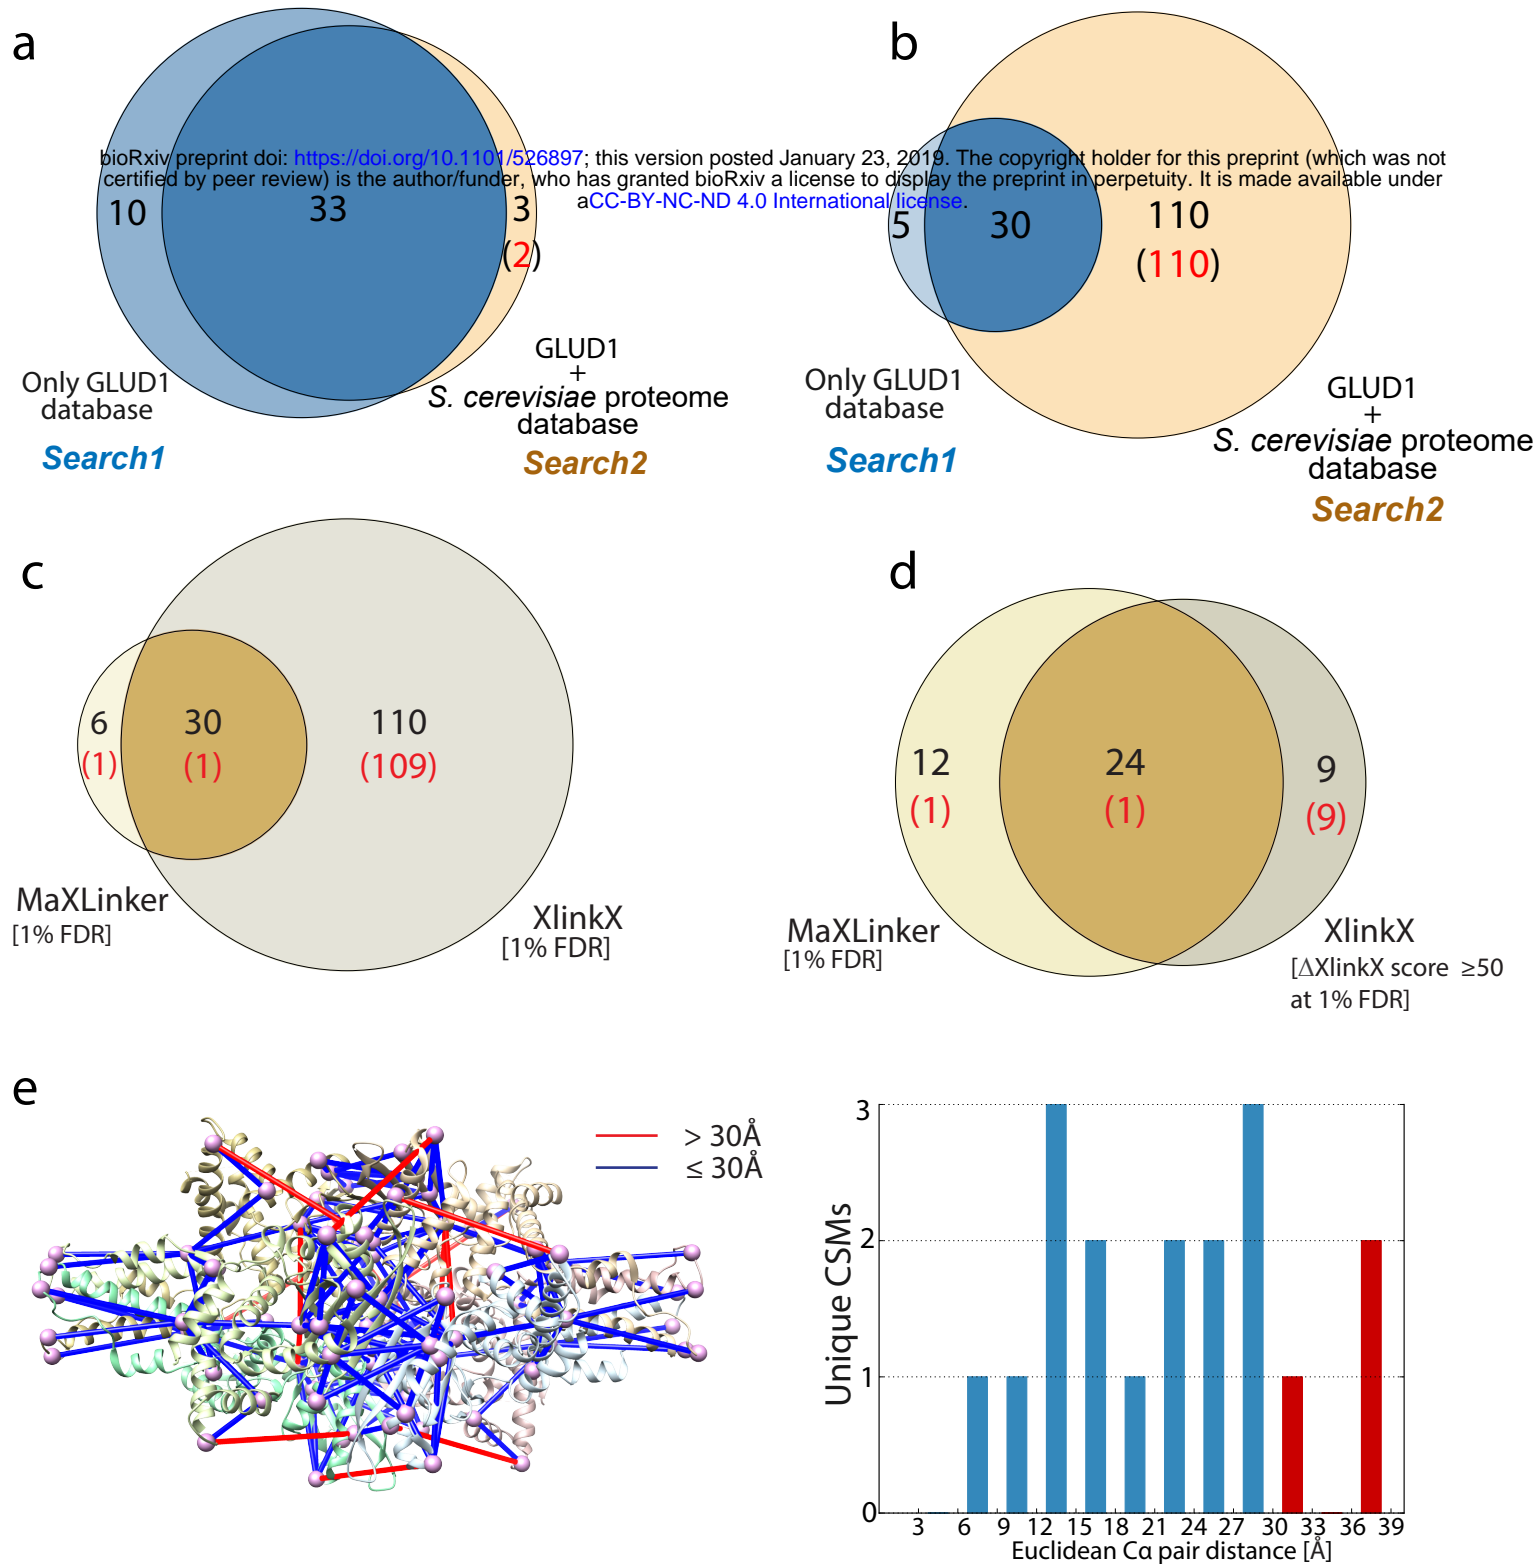 a
b
bioRxiv preprint doi: https://doi.org/10.1101/526897; this version posted January 23, 2019. The copyright holder for this preprint (which was not
certified by peer review) is the author/funder, who has granted bioRxiv a license to display the preprint in perpetuity. It is made available under
aCC-BY-NC-ND 4.0 International license.
10
33
3
(2)
Only GLUD1
database
Search1
GLUD1
+
S. cerevisiae proteome
database
Search2
5
30
110
(110)
Only GLUD1
database
Search1
GLUD1
+
S. cerevisiae proteome
database
Search2
c
6
(1)
30
(1)
110
(109)
MaXLinker
[1% FDR]
XlinkX
[1% FDR]
d
12
(1)
24
(1)
9
(9)
MaXLinker
[1% FDR]
XlinkX
[ΔXlinkX score ≥50
at 1% FDR]
e
> 30Å
≤ 30Å
Unique CSMs
3
2
1
0
3 6 9 12 15 18 21 24 27 30 33 36 39
Euclidean Cα pair distance [Å]